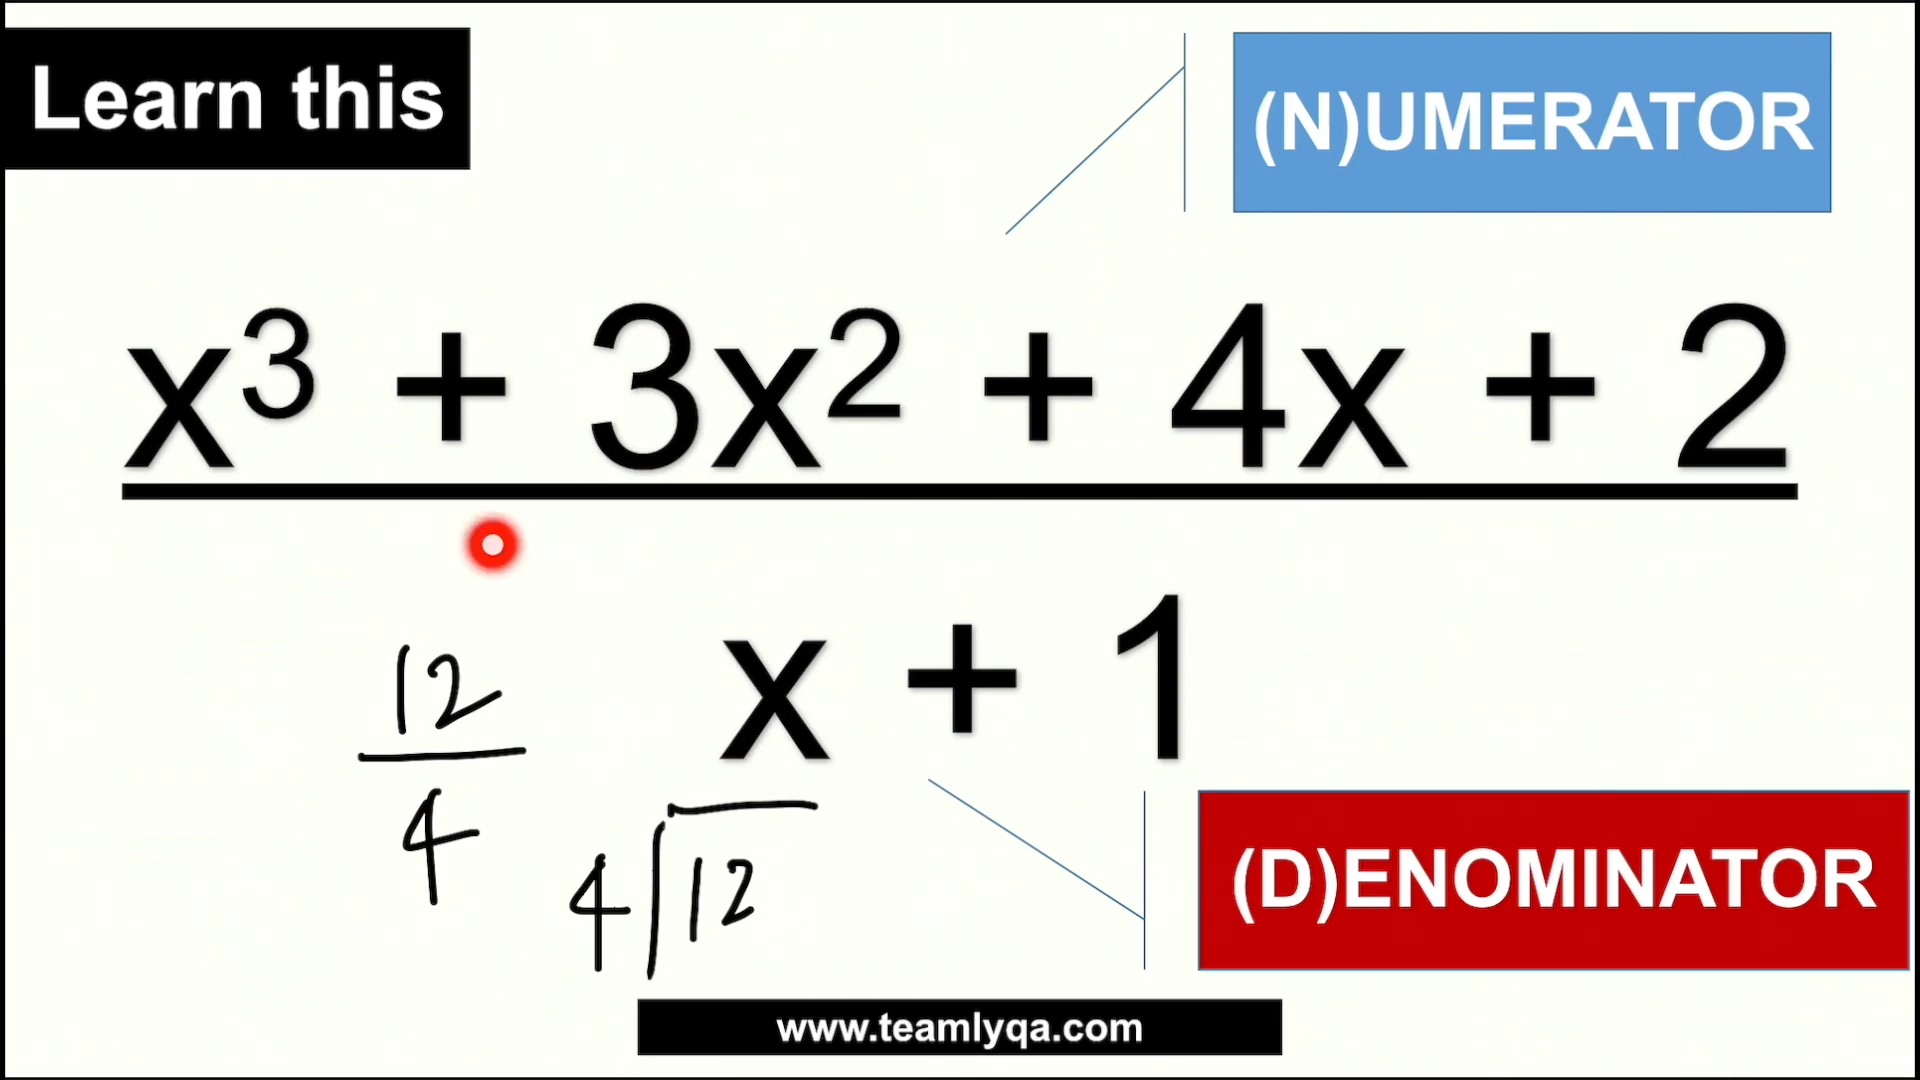 Learn this
(N)UMERATOR
x³ + 3x² + 4x + 2
x + 1
12
4
4 12
(D)ENOMINATOR
www.teamlyqa.com